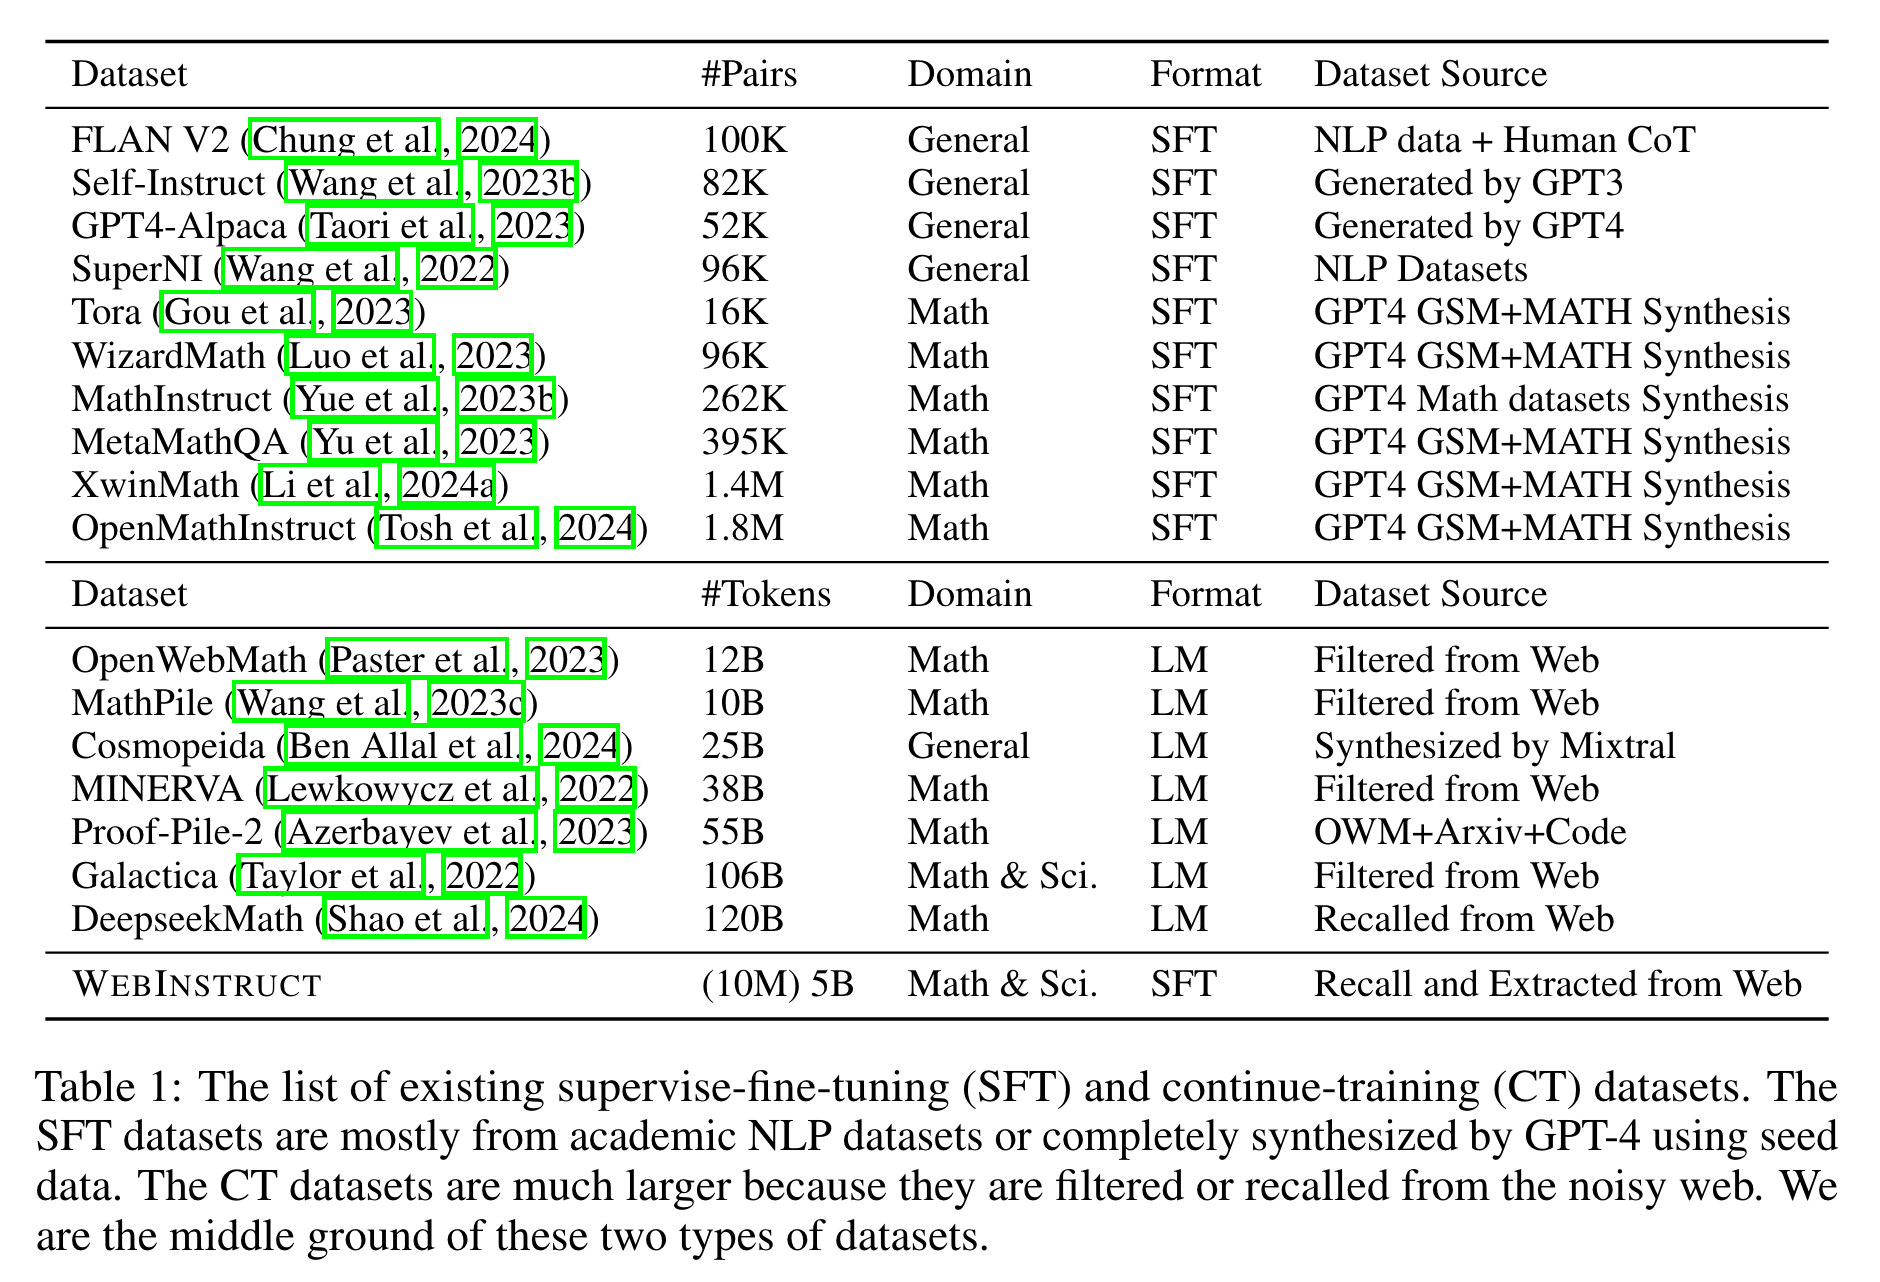 Dataset #Pairs Domain Format Dataset Source
FLAN V2 (Chung et al., 2024) 100K General SFT NLP data + Human CoT
Self-Instruct (Wang et al., 2023b) 82K General SFT Generated by GPT3
GPT4-Alpaca (Taori et al., 2023) 52K General SFT Generated by GPT4
SuperNI (Wang et al., 2022) 96K General SFT NLP Datasets
Tora (Gou et al., 2023) 16K Math SFT GPT4 GSM+MATH Synthesis
WizardMath (Luo et al., 2023) 96K Math SFT GPT4 GSM+MATH Synthesis
MathInstruct (Yue et al., 2023b) 262K Math SFT GPT4 Math datasets Synthesis
MetaMathQA (Yu et al., 2023) 395K Math SFT GPT4 GSM+MATH Synthesis
XwinMath (Li et al., 2024a) 1.4M Math SFT GPT4 GSM+MATH Synthesis
OpenMathInstruct (Tosh et al., 2024) 1.8M Math SFT GPT4 GSM+MATH Synthesis
Dataset #Tokens Domain Format Dataset Source
OpenWebMath (Paster et al., 2023) 12B Math LM Filtered from Web
MathPile (Wang et al., 2023c) 10B Math LM Filtered from Web
Cosmopeida (Ben Allal et al., 2024) 25B General LM Synthesized by Mixtral
MINERVA (Lewkowycz et al., 2022) 38B Math LM Filtered from Web
Proof-Pile-2 (Azerbayev et al., 2023) 55B Math LM OWM+Arxiv+Code
Galactica (Taylor et al., 2022) 106B Math & Sci. LM Filtered from Web
DeepseekMath (Shao et al., 2024) 120B Math LM Recalled from Web
WEBINSTRUCT (10M) 5B Math & Sci. SFT Recall and Extracted from Web
Table 1: The list of existing supervise-fine-tuning (SFT) and continue-training (CT) datasets. The
SFT datasets are mostly from academic NLP datasets or completely synthesized by GPT-4 using seed
data. The CT datasets are much larger because they are filtered or recalled from the noisy web. We
are the middle ground of these two types of datasets.